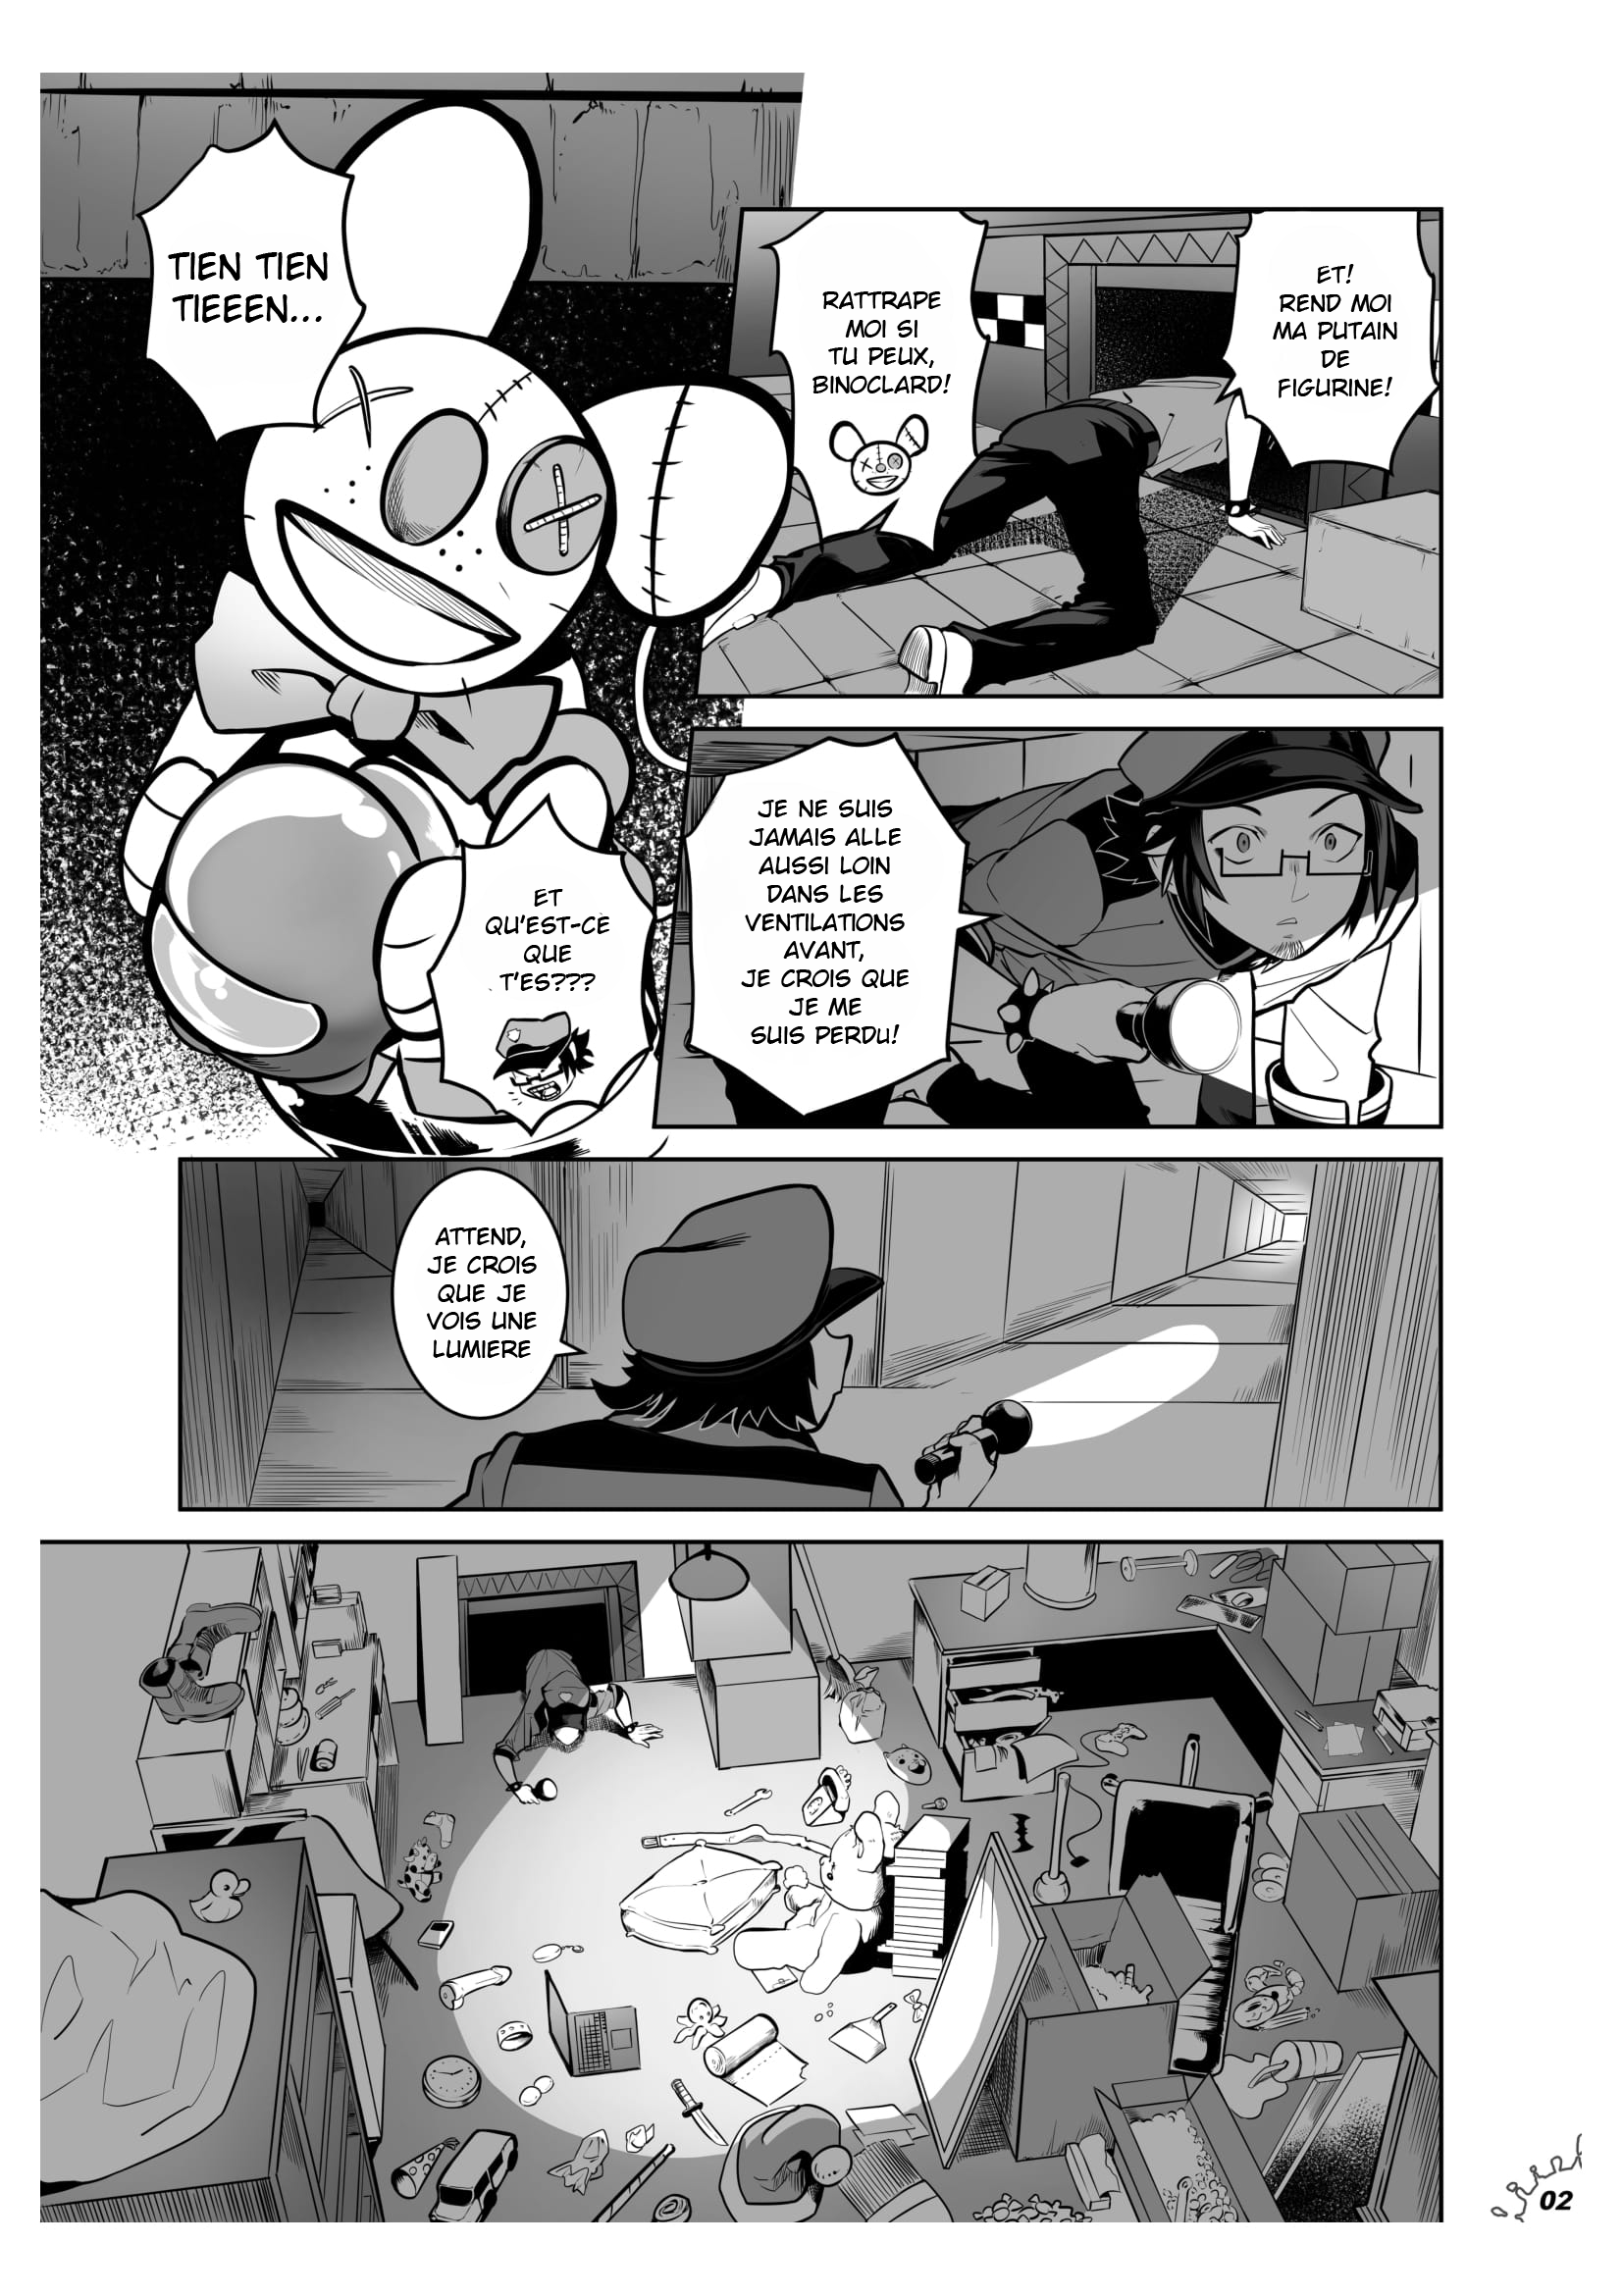 TIEN TIEN
TIEEEN...
ET
QU'EST-CE
QUE
T'ES???
RATTRAPE
MOI SI
TU PEUX,
BINOCLARD!
ET!
REND MOI
MA PUTAIN
DE
FIGURINE!
JE NE SUIS
JAMAIS ALLE
AUSSI LOIN
DANS LES
VENTILATIONS
AVANT,
JE CROIS QUE
JE ME
SUIS PERDU!
ATTEND,
JE CROIS
QUE JE
VOIS UNE
LUMIERE
02